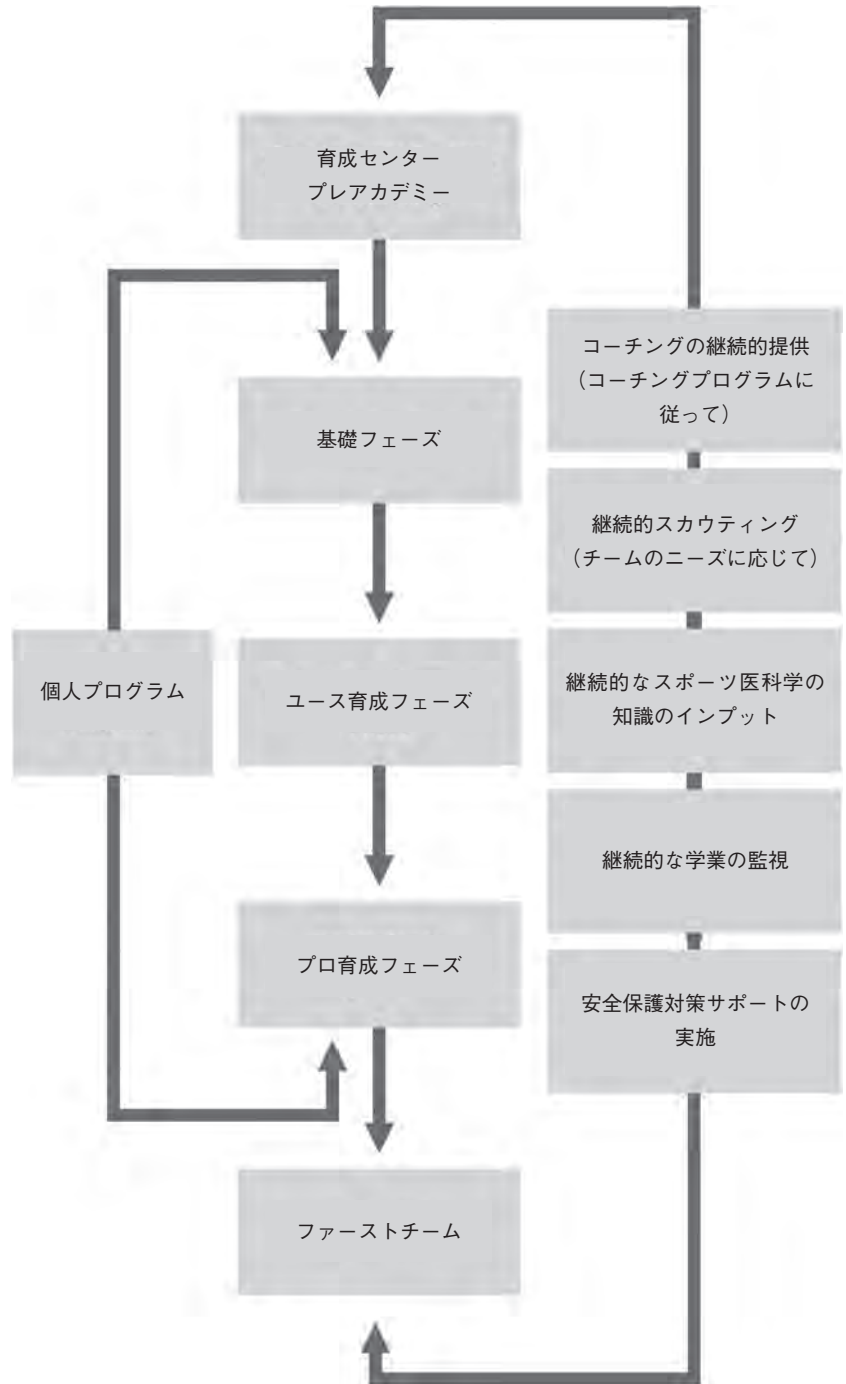 育成センター
プレアカデミー
基礎フェーズ
ユース育成フェーズ
プロ育成フェーズ
ファーストチーム
個人プログラム
コーチングの継続的提供
（コーチングプログラムに
従って）
継続的スカウティング
（チームのニーズに応じて）
継続的なスポーツ医科学の
知識のインプット
継続的な学業の監視
安全保護対策サポートの
実施